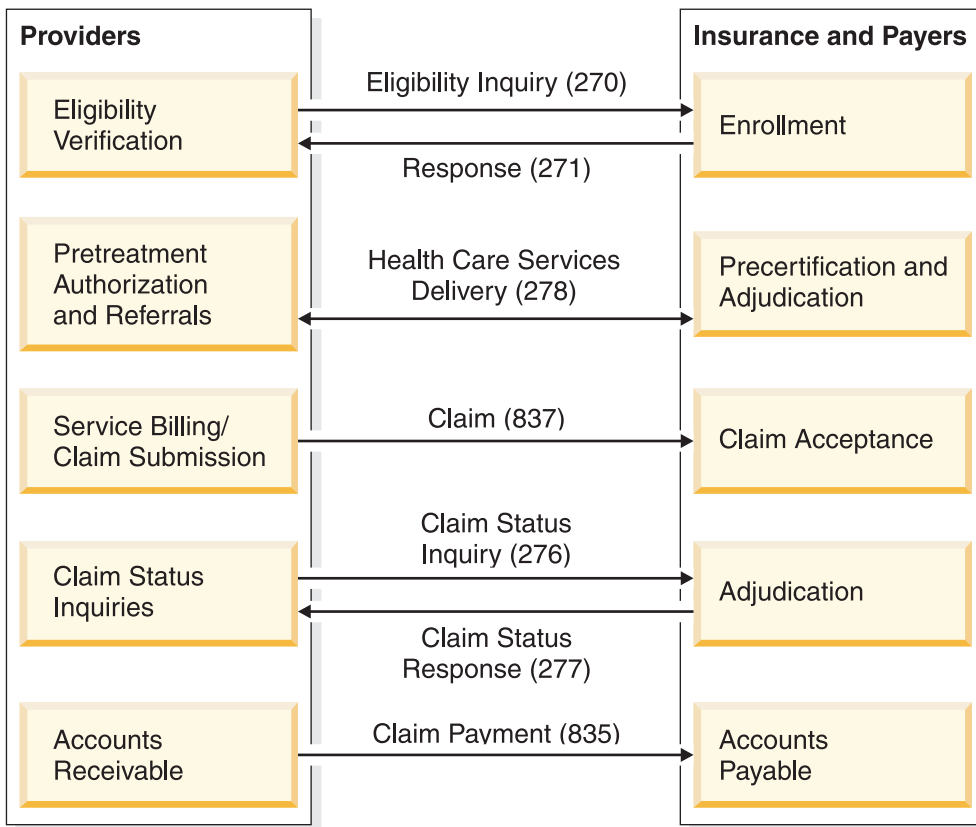 Providers
Insurance and Payers
Eligibility
Verification
Eligibility Inquiry (270)
Response (271)
Enrollment
Pretreatment
Authorization
and Referrals
Health Care Services
Delivery (278)
Precertification and
Adjudication
Service Billing/
Claim Submission
Claim (837)
Claim Acceptance
Claim Status
Inquiries
Claim Status
Inquiry (276)
Claim Status
Response (277)
Adjudication
Accounts
Receivable
Claim Payment (835)
Accounts
Payable